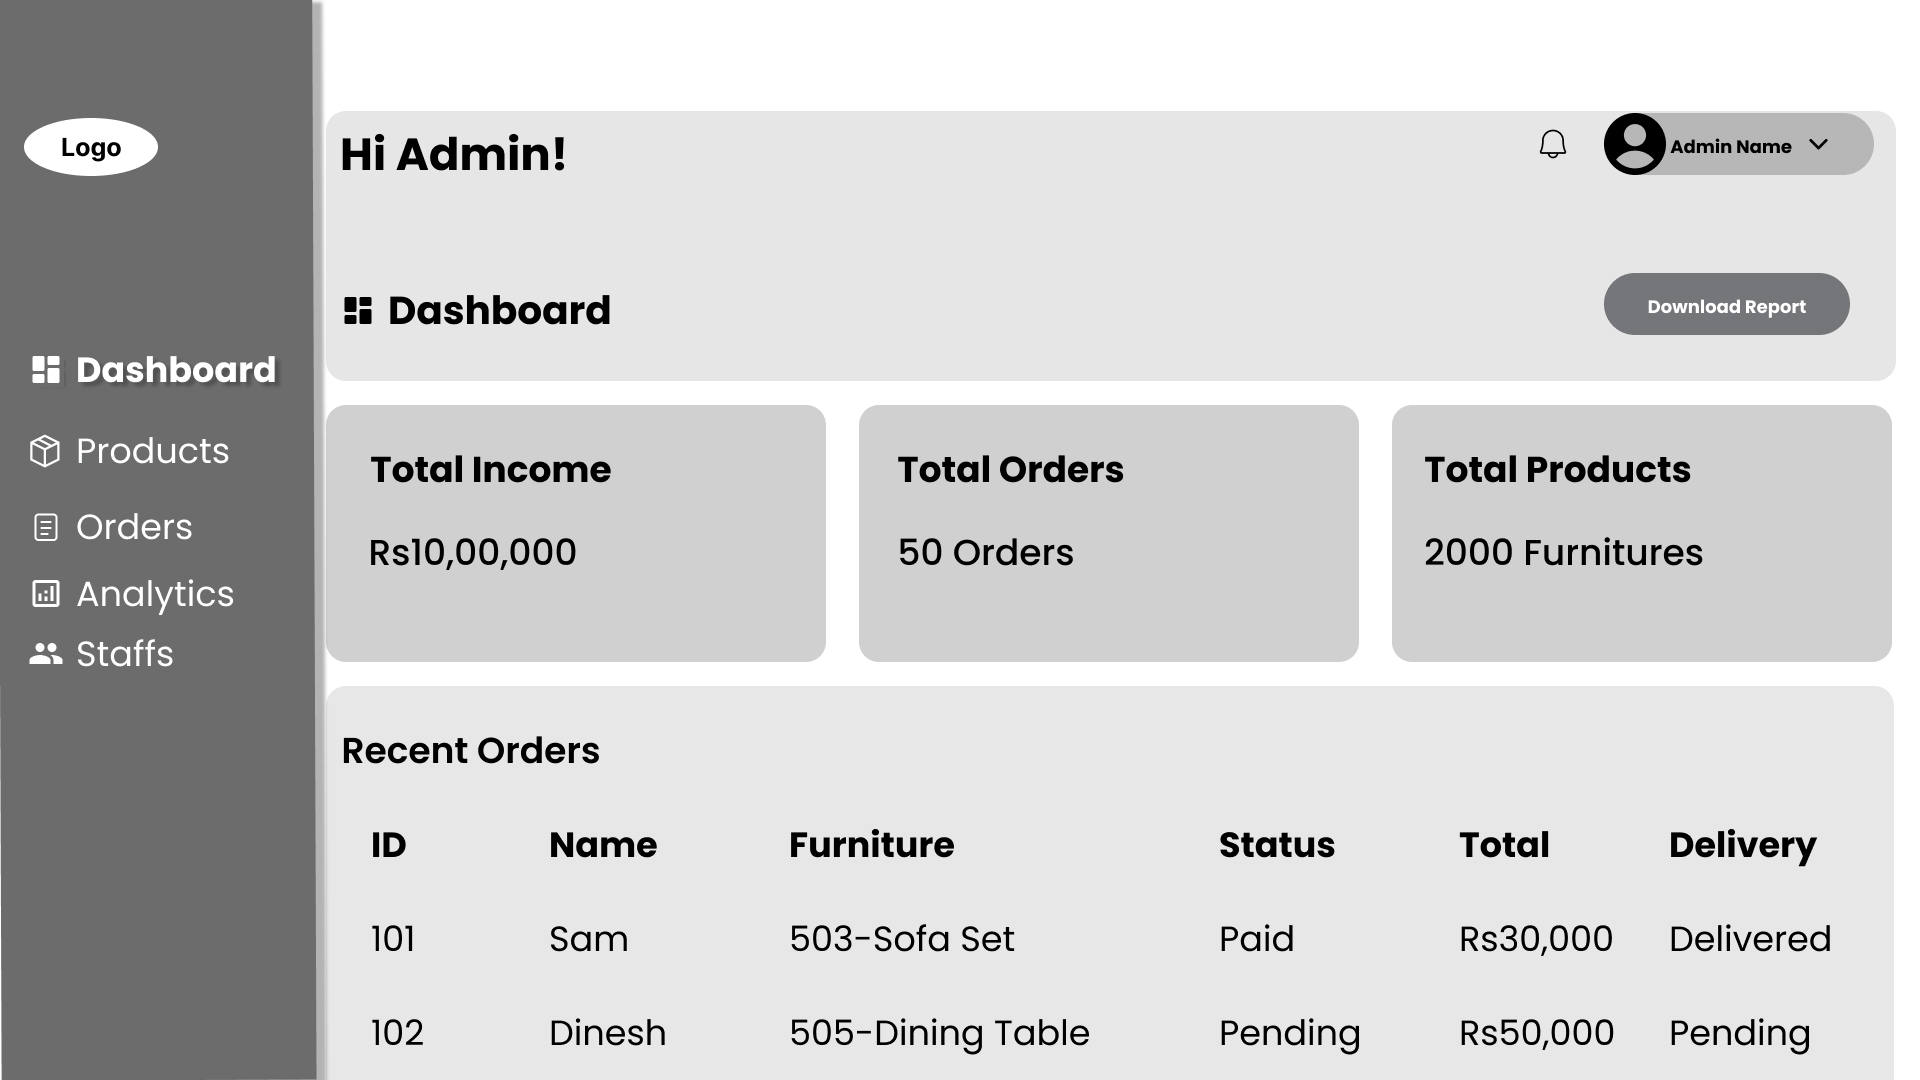 Logo
Dashboard
Products
Orders
Analytics
Staffs
Hi Admin!
Admin Name
Dashboard
Download Report
Total Income
Rs10,00,000
Total Orders
50 Orders
Total Products
2000 Furnitures
Recent Orders
ID Name Furniture Status Total Delivery
101 Sam 503-Sofa Set Paid Rs30,000 Delivered
102 Dinesh 505-Dining Table Pending Rs50,000 Pending